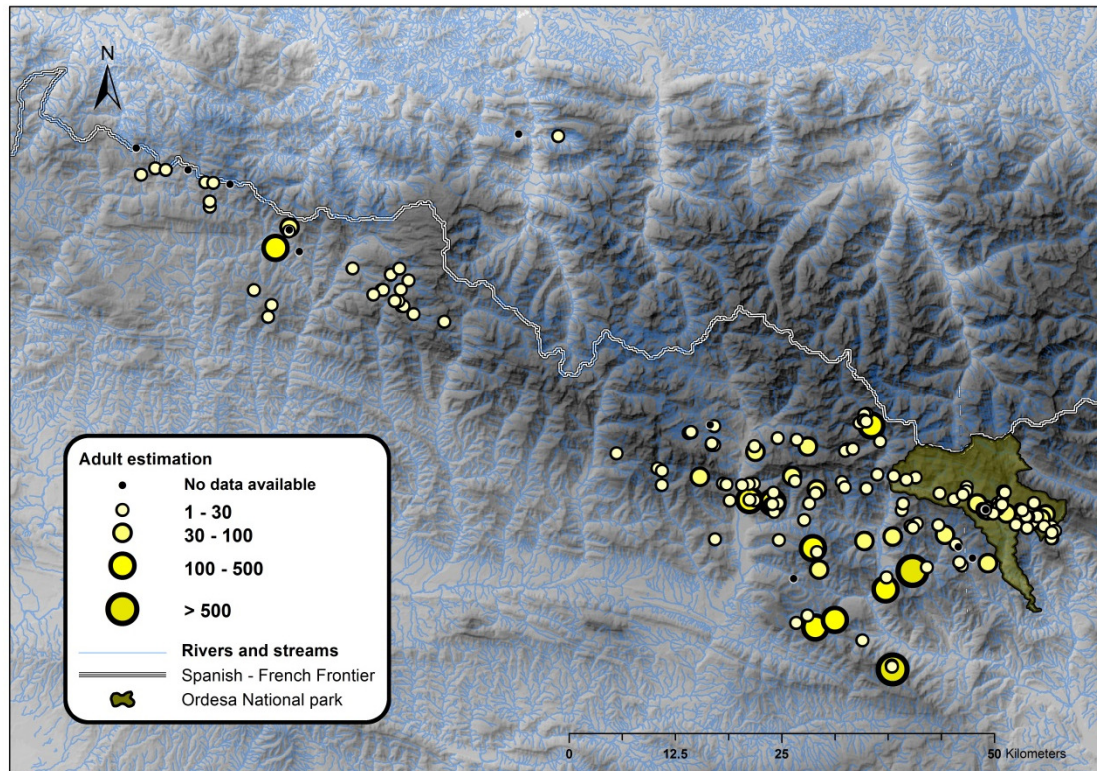 N
Adult estimation
No data available
1 - 30
30 - 100
100 - 500
> 500
Rivers and streams
Spanish - French Frontier
Ordesa National park
0 12.5 25 50 Kilometers